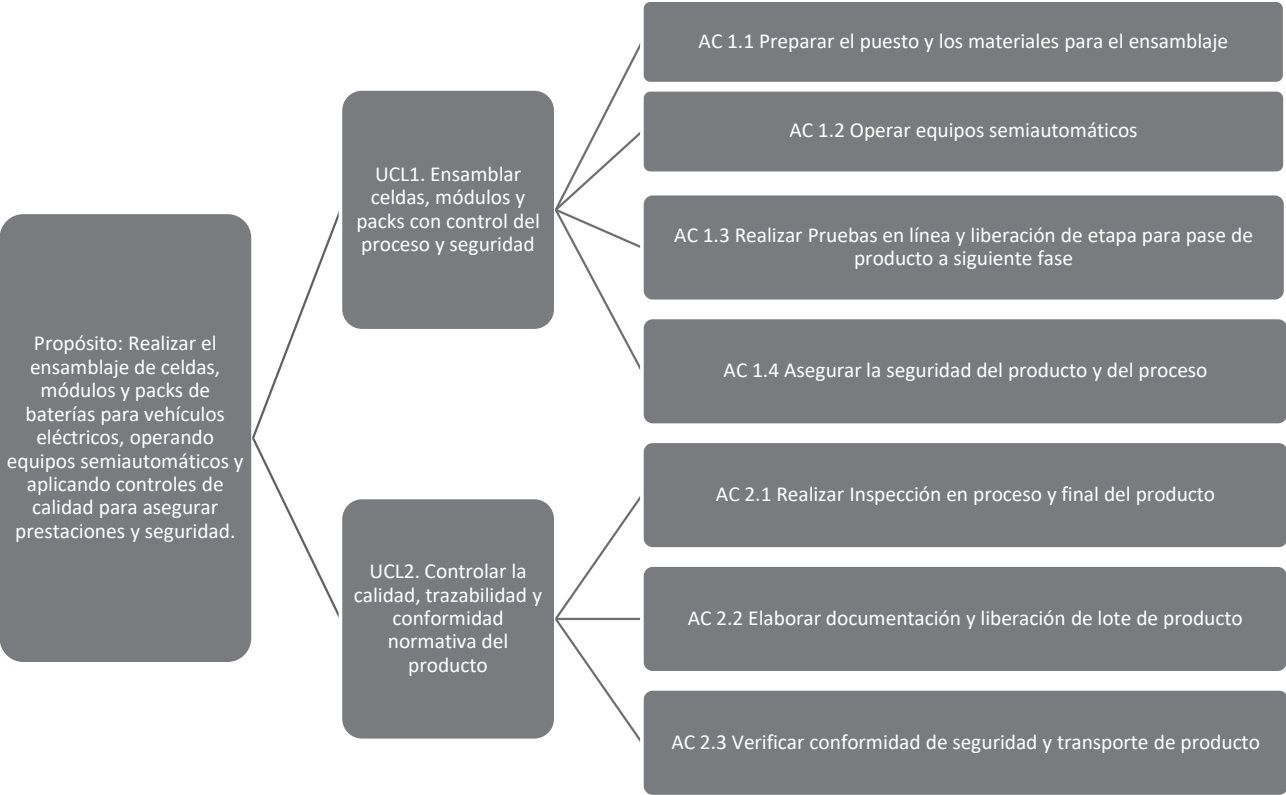 Propósito: Realizar el
ensamblaje de celdas,
módulos y packs de
baterías para vehículos
eléctricos, operando
equipos semiautomáticos y
aplicando controles de
calidad para asegurar
prestaciones y seguridad.
UCL1. Ensamblar
celdas, módulos y
packs con control del
proceso y seguridad
AC 1.1 Preparar el puesto y los materiales para el ensamblaje
AC 1.2 Operar equipos semiautomáticos
AC 1.3 Realizar Pruebas en línea y liberación de etapa para pase de
producto a siguiente fase
AC 1.4 Asegurar la seguridad del producto y del proceso
UCL2. Controlar la
calidad, trazabilidad y
conformidad
normativa del
producto
AC 2.1 Realizar Inspección en proceso y final del producto
AC 2.2 Elaborar documentación y liberación de lote de producto
AC 2.3 Verificar conformidad de seguridad y transporte de producto